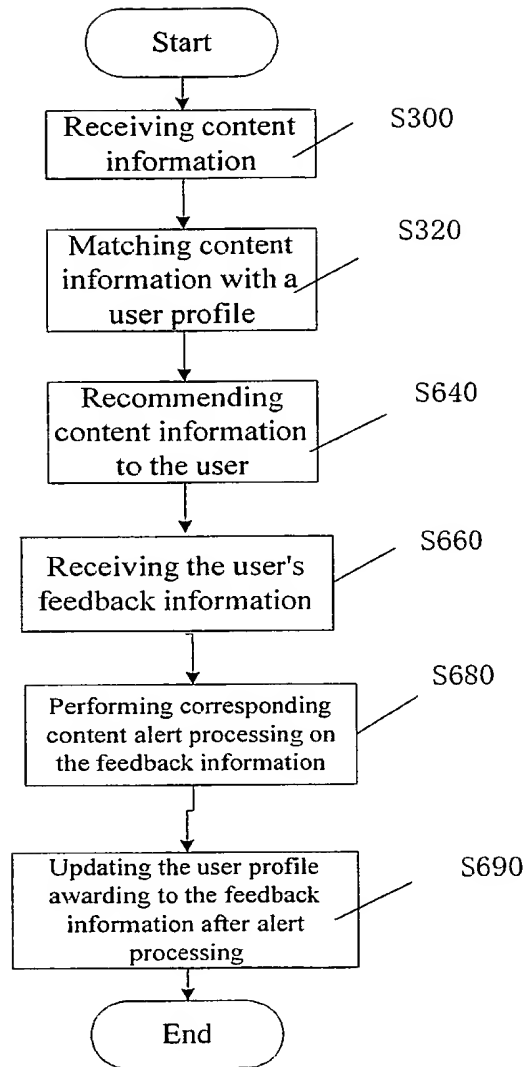 Start
Receiving content
information
S300
Matching content
information with a
user profile
S320
Recommending
content information
to the user
S640
Receiving the user's
feedback information
S660
Performing corresponding
content alert processing on
the feedback information
S680
Updating the user profile
awarding to the feedback
information after alert
processing
S690
End